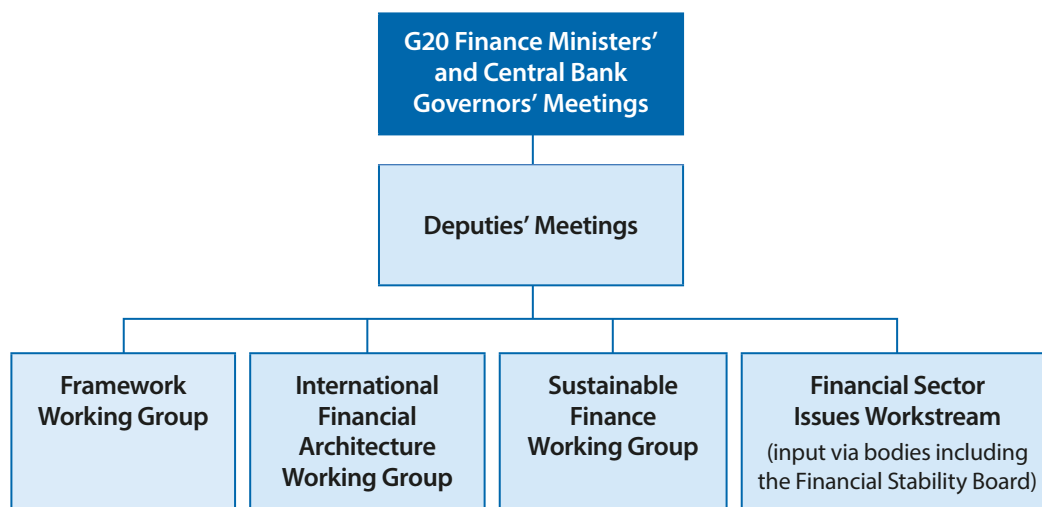 G20 Finance Ministers’
and Central Bank
Governors’ Meetings
Deputies’ Meetings
Framework
Working Group
International
Financial
Architecture
Working Group
Sustainable
Finance
Working Group
Financial Sector
Issues Workstream
(input via bodies including
the Financial Stability Board)